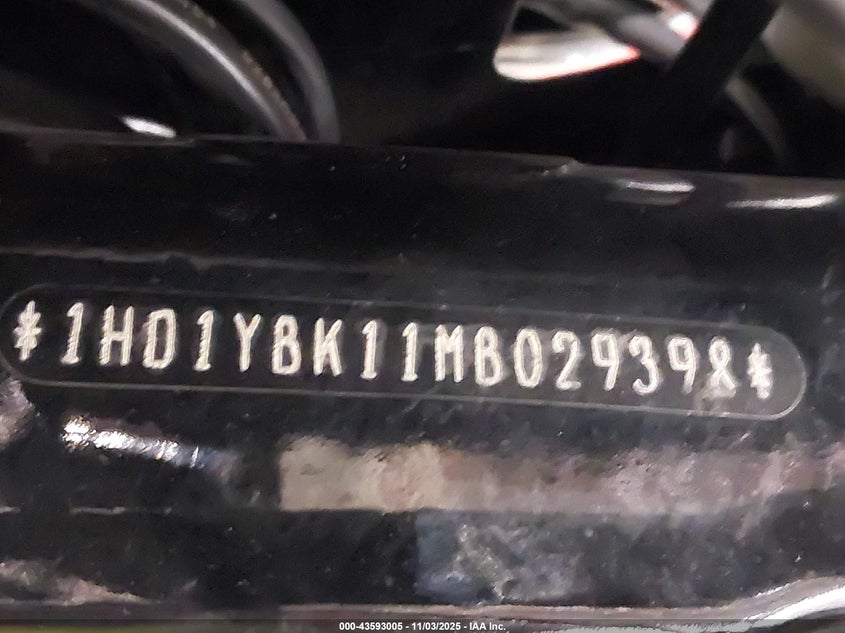 *1HD1YBK11MB029398*
000-43593005 - 11/03/2025 - IAA Inc.